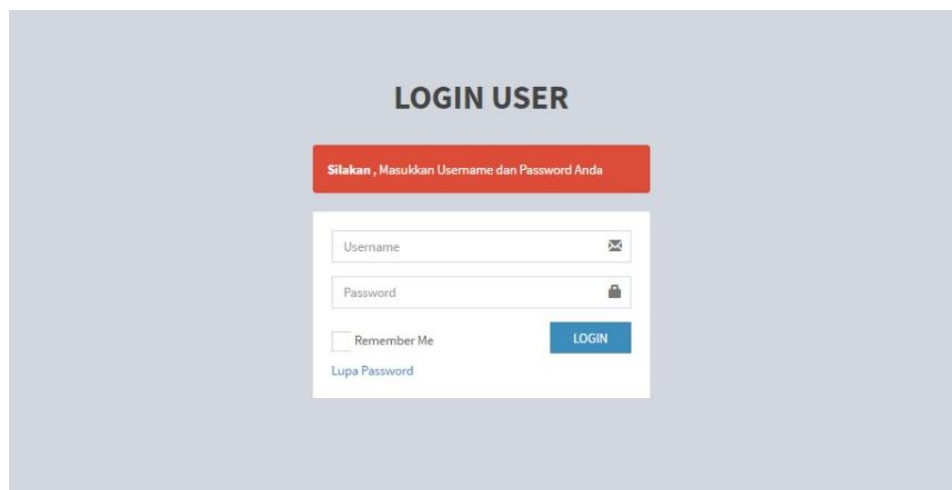 LOGIN USER
Silakan , Masukkan Username dan Password Anda
Username
Password
Remember Me
LOGIN
Lupa Password